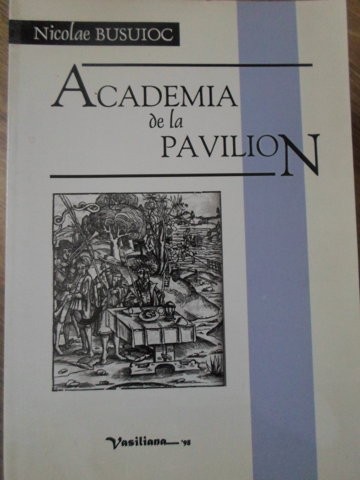 Nicolae BUSUIOC
ACADEMIA
de la
PAVILION
Vasiliana '98